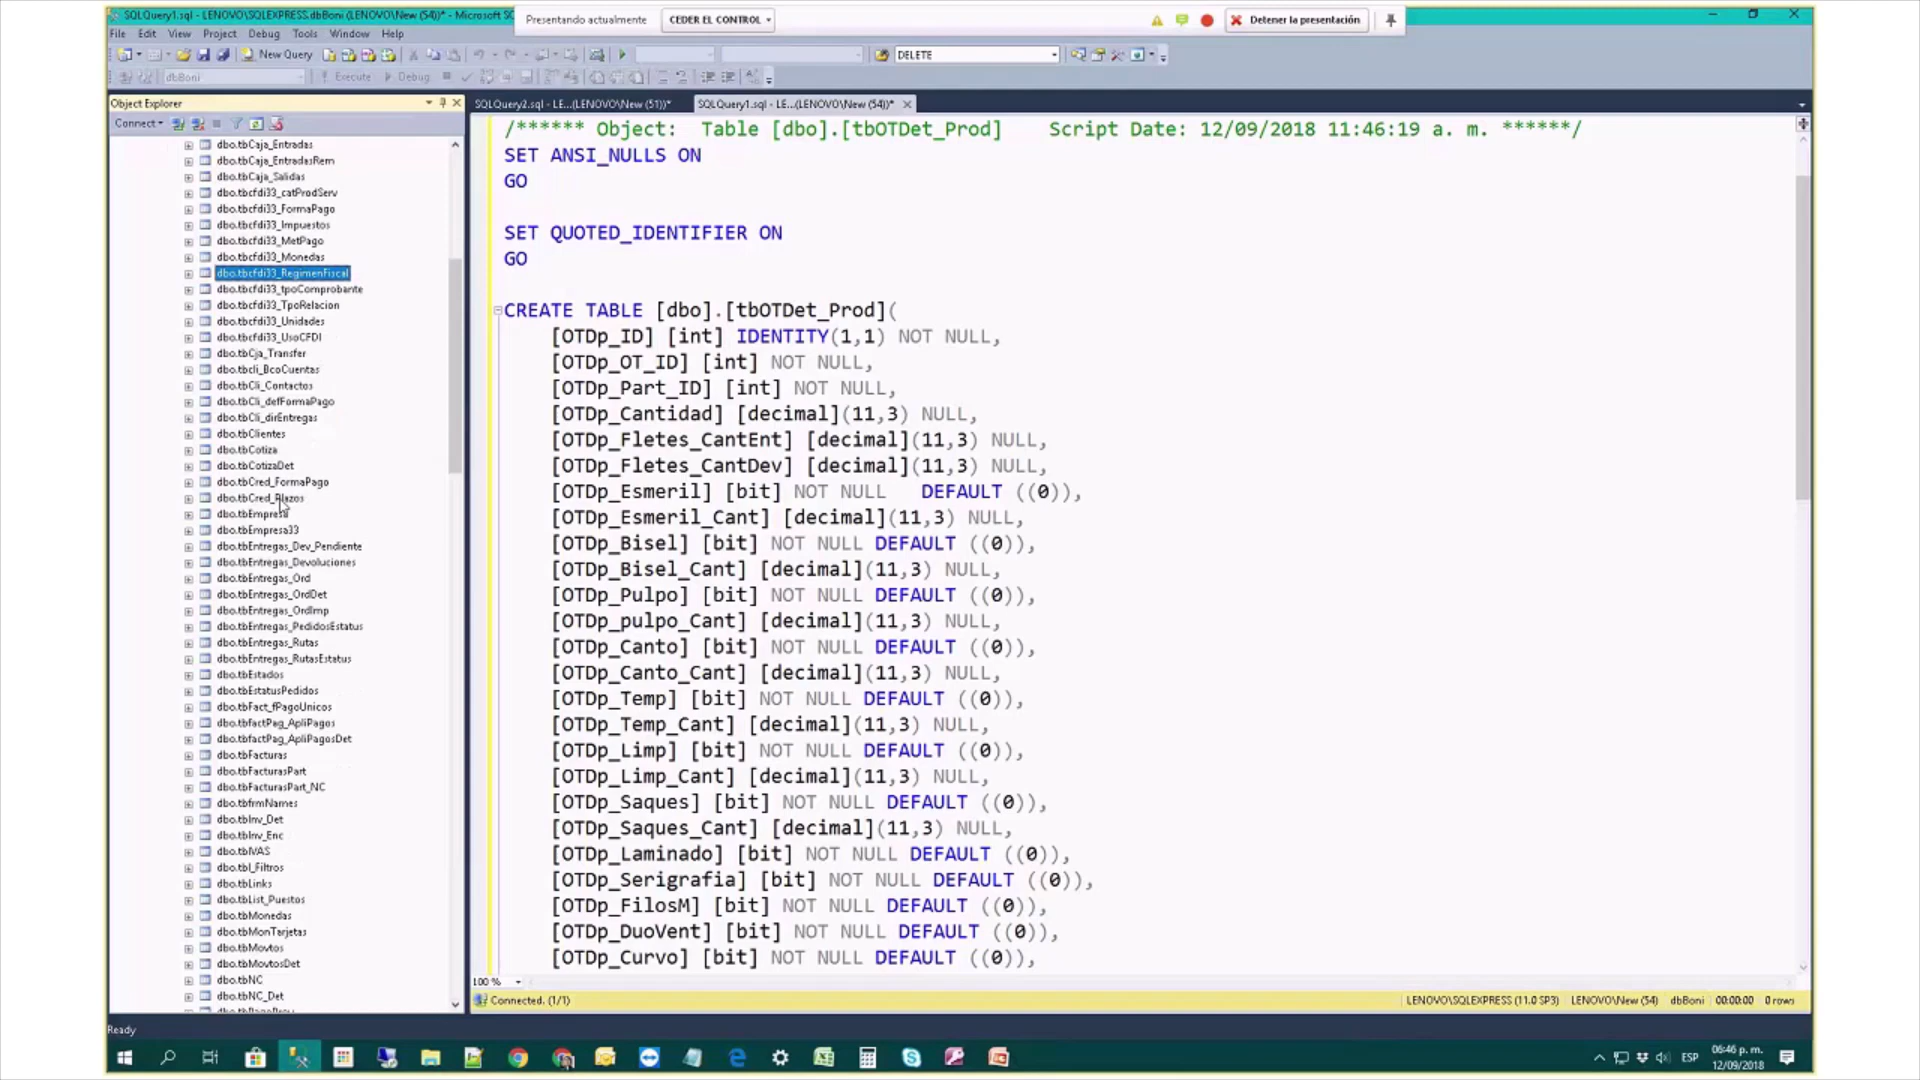 SQLQuery1.sql - LENOVO\SQLEXPRESS.dbBoni (LENOVO\New (54))* - Microsoft SC
Presentando actualmente
CEDER EL CONTROL
Detener la presentación
File Edit View Project Debug Tools Window Help
New Query
DELETE
dbBoni
Execute
Debug
Object Explorer
SQLQuery2.sql - LE...(LENOVO\New (51))*
SQLQuery1.sql - LE...(LENOVO\New (54))*
Connect
dbo.tbCaja_Entradas
dbo.tbCaja_EntradasRem
dbo.tbCaja_Salidas
dbo.tbcfdi33_catProdServ
dbo.tbcfdi33_FormaPago
dbo.tbcfdi33_Impuestos
dbo.tbcfdi33_MetPago
dbo.tbcfdi33_Monedas
dbo.tbcfdi33_RegimenFiscal
dbo.tbcfdi33_tpoComprobante
dbo.tbcfdi33_TpoRelacion
dbo.tbcfdi33_Unidades
dbo.tbcfdi33_UsoCFDI
dbo.tbCja_Transfer
dbo.tbcli_BcoCuentas
dbo.tbCli_Contactos
dbo.tbCli_defFormaPago
dbo.tbCli_dirEntregas
dbo.tbClientes
dbo.tbCotiza
dbo.tbCotizaDet
dbo.tbCred_FormaPago
dbo.tbCred_Plazos
dbo.tbEmpresa
dbo.tbEmpresa33
dbo.tbEntregas_Dev_Pendiente
dbo.tbEntregas_Devoluciones
dbo.tbEntregas_Ord
dbo.tbEntregas_OrdDet
dbo.tbEntregas_OrdImp
dbo.tbEntregas_PedidosEstatus
dbo.tbEntregas_Rutas
dbo.tbEntregas_RutasEstatus
dbo.tbEstados
dbo.tbEstatusPedidos
dbo.tbFact_fPagoUnicos
dbo.tbfactPag_ApliPagos
dbo.tbfactPag_ApliPagosDet
dbo.tbFacturas
dbo.tbFacturasPart
dbo.tbFacturasPart_NC
dbo.tbfrmNames
dbo.tbInv_Det
dbo.tbInv_Enc
dbo.tbIVAS
dbo.tbl_Filtros
dbo.tbLinks
dbo.tbList_Puestos
dbo.tbMonedas
dbo.tbMonTarjetas
dbo.tbMovtos
dbo.tbMovtosDet
dbo.tbNC
dbo.tbNC_Det
/****** Object:  Table [dbo].[tbOTDet_Prod]    Script Date: 12/09/2018 11:46:19 a. m. ******/
SET ANSI_NULLS ON
GO
SET QUOTED_IDENTIFIER ON
GO
CREATE TABLE [dbo].[tbOTDet_Prod](
[OTDp_ID] [int] IDENTITY(1,1) NOT NULL,
[OTDp_OT_ID] [int] NOT NULL,
[OTDp_Part_ID] [int] NOT NULL,
[OTDp_Cantidad] [decimal](11,3) NULL,
[OTDp_Fletes_CantEnt] [decimal](11,3) NULL,
[OTDp_Fletes_CantDev] [decimal](11,3) NULL,
[OTDp_Esmeril] [bit] NOT NULL   DEFAULT ((0)),
[OTDp_Esmeril_Cant] [decimal](11,3) NULL,
[OTDp_Bisel] [bit] NOT NULL DEFAULT ((0)),
[OTDp_Bisel_Cant] [decimal](11,3) NULL,
[OTDp_Pulpo] [bit] NOT NULL DEFAULT ((0)),
[OTDp_pulpo_Cant] [decimal](11,3) NULL,
[OTDp_Canto] [bit] NOT NULL DEFAULT ((0)),
[OTDp_Canto_Cant] [decimal](11,3) NULL,
[OTDp_Temp] [bit] NOT NULL DEFAULT ((0)),
[OTDp_Temp_Cant] [decimal](11,3) NULL,
[OTDp_Limp] [bit] NOT NULL DEFAULT ((0)),
[OTDp_Limp_Cant] [decimal](11,3) NULL,
[OTDp_Saques] [bit] NOT NULL DEFAULT ((0)),
[OTDp_Saques_Cant] [decimal](11,3) NULL,
[OTDp_Laminado] [bit] NOT NULL DEFAULT ((0)),
[OTDp_Serigrafia] [bit] NOT NULL DEFAULT ((0)),
[OTDp_FilosM] [bit] NOT NULL DEFAULT ((0)),
[OTDp_DuoVent] [bit] NOT NULL DEFAULT ((0)),
[OTDp_Curvo] [bit] NOT NULL DEFAULT ((0)),
100 %
Connected. (1/1)
LENOVO\SQLEXPRESS (11.0 SP3) LENOVO\New (54) dbBoni 00:00:00 0 rows
Ready
ESP
06:46 p. m.
12/09/2018